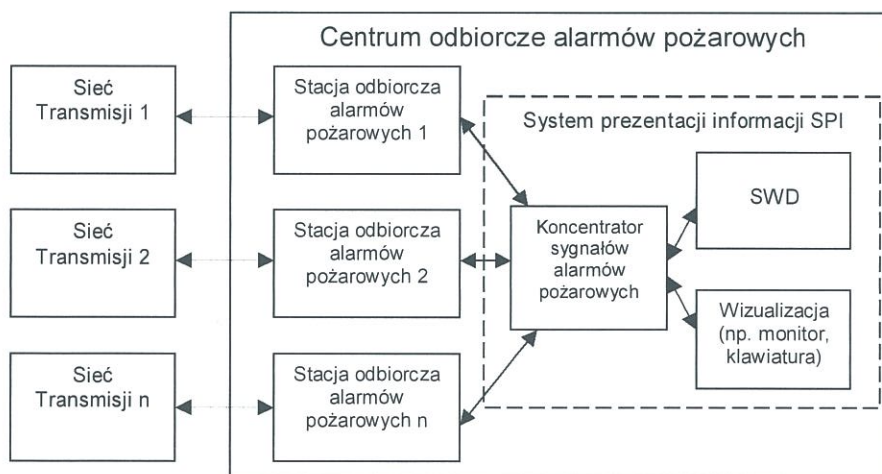 Centrum odbiorcze alarmów pożarowych
Sieć
Transmisji 1
Stacja odbiorcza
alarmów
pożarowych 1
System prezentacji informacji SPI
SWD
Sieć
Transmisji 2
Stacja odbiorcza
alarmów
pożarowych 2
Koncentrator
sygnałów
alarmów
pożarowych
Wizualizacja
(np. monitor,
klawiatura)
Sieć
Transmisji n
Stacja odbiorcza
alarmów
pożarowych n